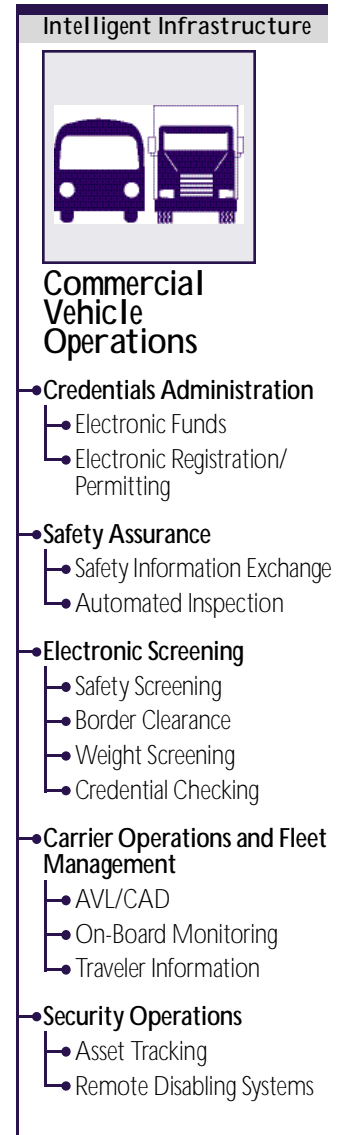 Intelligent Infrastructure
Commercial
Vehicle
Operations
Credentials Administration
Electronic Funds
Electronic Registration/
Permitting
Safety Assurance
Safety Information Exchange
Automated Inspection
Electronic Screening
Safety Screening
Border Clearance
Weight Screening
Credential Checking
Carrier Operations and Fleet
Management
AVL/CAD
On-Board Monitoring
Traveler Information
Security Operations
Asset Tracking
Remote Disabling Systems